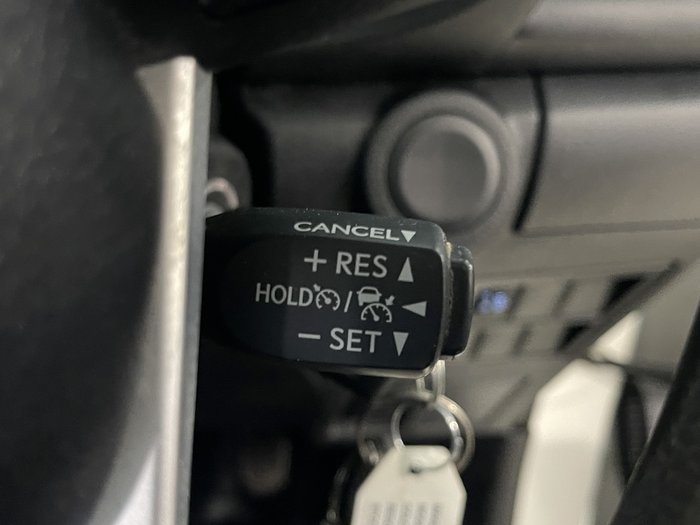 CANCEL▼
+ RES ▲
HOLD / ◀
− SET ▼